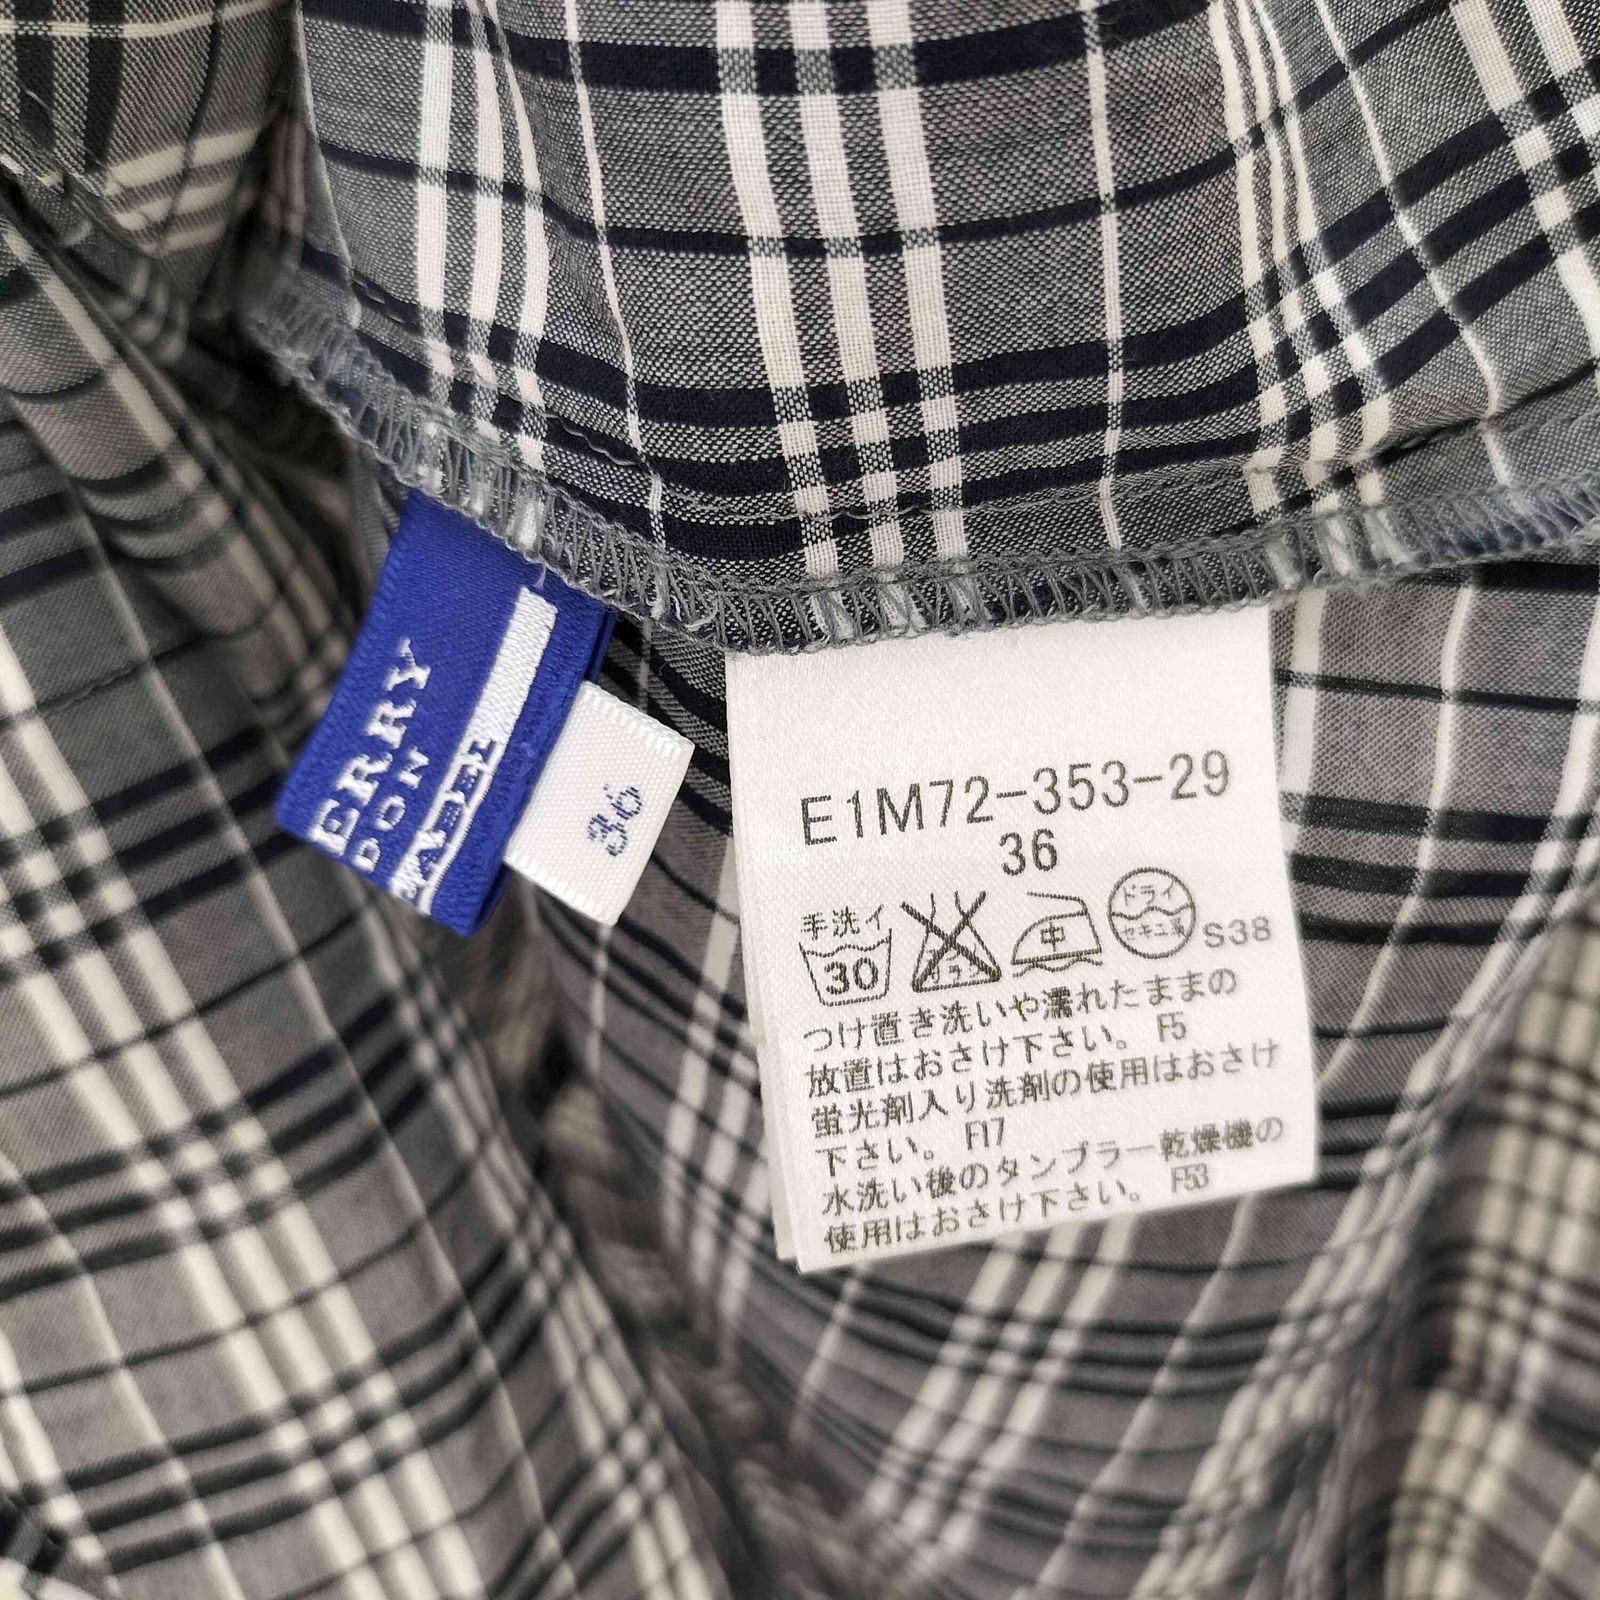 ERRY
DON
LABEL
36
E1M72-353-29
36
手洗イ
30
中
ドライ
セキユ系
S38
つけ置き洗いや濡れたままの
放置はおさけ下さい。 F5
蛍光剤入り洗剤の使用はおさけ
下さい。 F17
水洗い後のタンブラー乾燥機の
使用はおさけ下さい。 F53